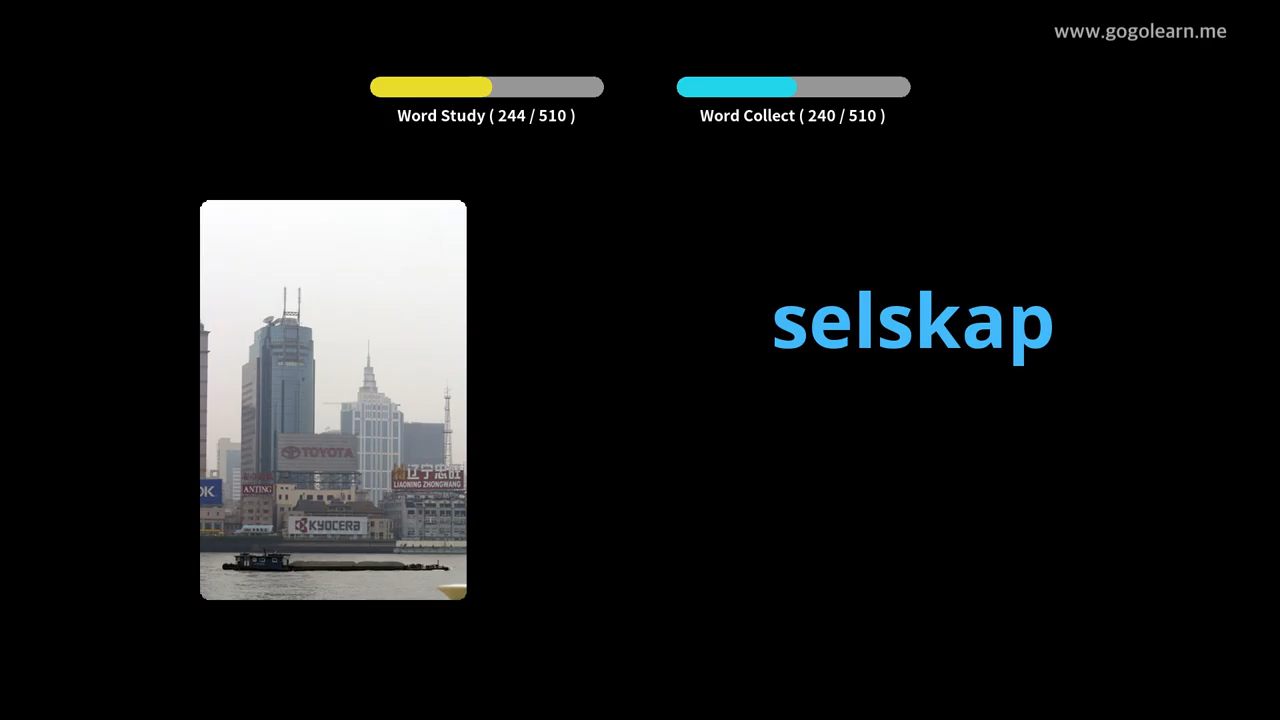 www.gogolearn.me
Word Study ( 244 / 510 )
Word Collect ( 240 / 510 )
selskap
TOYOTA
辽宁忠旺
LIAONING ZHONGWANG
OK
ANTING
KYOCERA